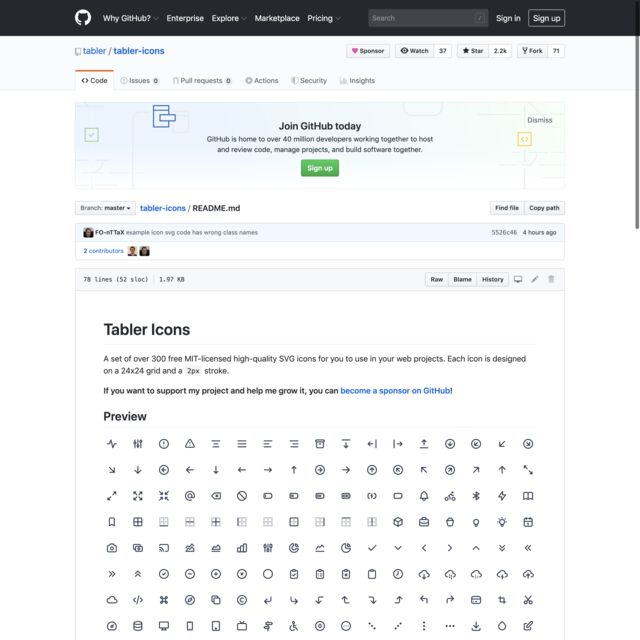 Why GitHub? Enterprise Explore Marketplace Pricing Search / Sign in Sign up
tabler / tabler-icons Sponsor Watch 37 Star 2.2k Fork 71
Code Issues 0 Pull requests 0 Actions Security Insights
Dismiss
Join GitHub today
GitHub is home to over 40 million developers working together to host
and review code, manage projects, and build software together.
Sign up
Branch: master tabler-icons / README.md Find file Copy path
FO-nTTaX example icon svg code has wrong class names 5526c46 4 hours ago
2 contributors
78 lines (52 sloc) 1.97 KB Raw Blame History
Tabler Icons
A set of over 300 free MIT-licensed high-quality SVG icons for you to use in your web projects. Each icon is designed
on a 24x24 grid and a 2px stroke.
If you want to support my project and help me grow it, you can become a sponsor on GitHub!
Preview